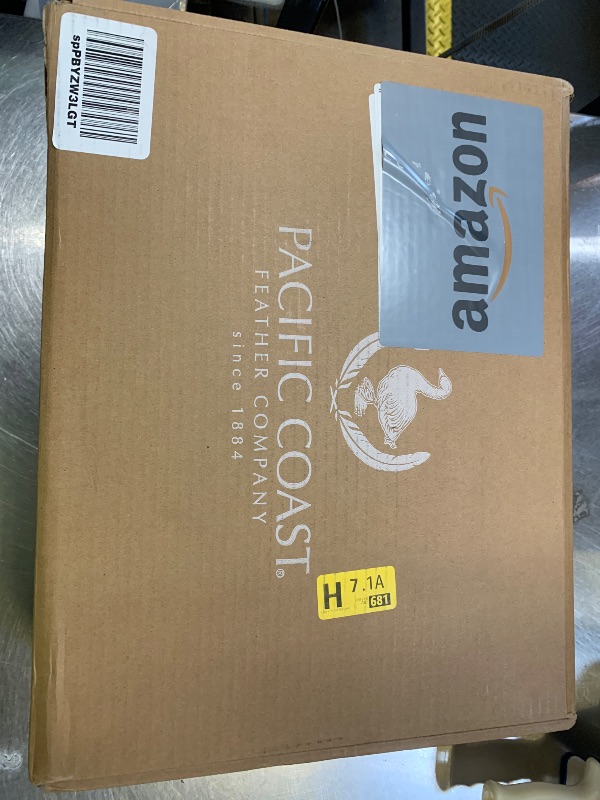 spPBYZW3LGT
amazon
PACIFIC COAST®
FEATHER COMPANY
since 1884
H 7.1A
681